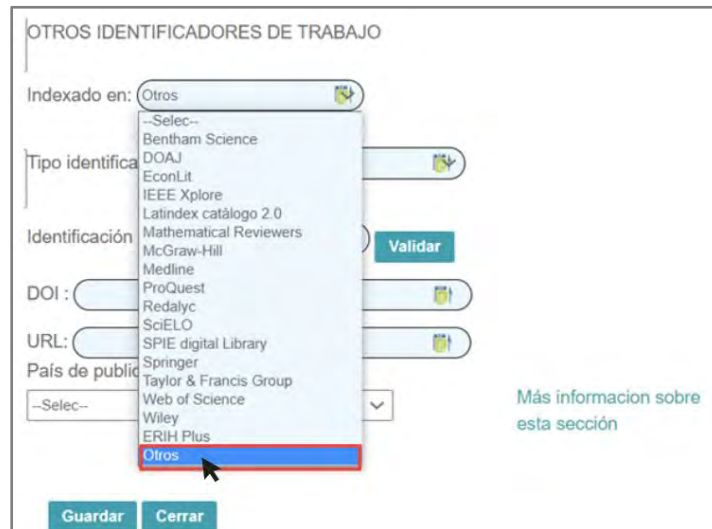 OTROS IDENTIFICADORES DE TRABAJO
Indexado en: Otros
--Selec--
Bentham Science
DOAJ
EconLit
IEEE Xplore
Latindex catálogo 2.0
Mathematical Reviewers
McGraw-Hill
Medline
ProQuest
Redalyc
SciELO
SPIE digital Library
Springer
Taylor & Francis Group
Web of Science
Wiley
ERIH Plus
Otros
Tipo identifica
Identificación
Validar
DOI :
URL:
País de public
--Selec--
Más informacion sobre
esta sección
Guardar Cerrar